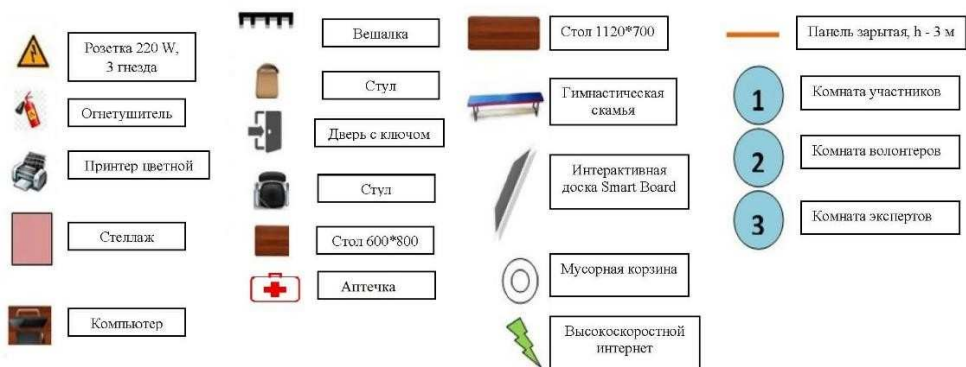 Розетка 220 W,
3 гнезда
Огнетушитель
Принтер цветной
Стеллаж
Компьютер
Вешалка
Стул
Дверь с ключом
Стул
Стол 600*800
Аптечка
Стол 1120*700
Гимнастическая
скамья
Интерактивная
доска Smart Board
Мусорная корзина
Высокоскоростной
интернет
Панель зарытая, h - 3 м
1
Комната участников
2
Комната волонтеров
3
Комната экспертов